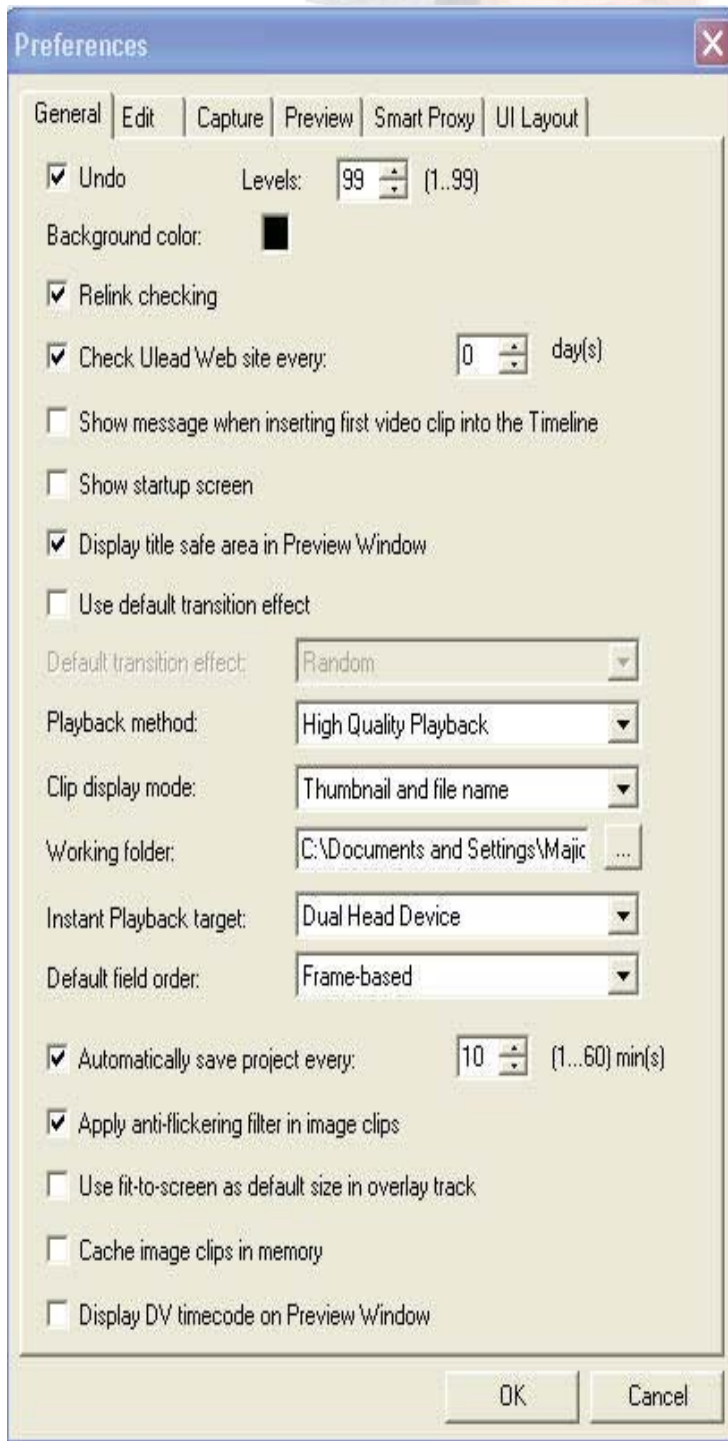 Preferences
General Edit Capture Preview Smart Proxy UI Layout
Undo Levels: 99 (1..99)
Background color:
Relink checking
Check Ulead Web site every: 0 day(s)
Show message when inserting first video clip into the Timeline
Show startup screen
Display title safe area in Preview Window
Use default transition effect
Default transition effect: Random
Playback method: High Quality Playback
Clip display mode: Thumbnail and file name
Working folder: C:\Documents and Settings\Majic ...
Instant Playback target: Dual Head Device
Default field order: Frame-based
Automatically save project every: 10 (1...60) min(s)
Apply anti-flickering filter in image clips
Use fit-to-screen as default size in overlay track
Cache image clips in memory
Display DV timecode on Preview Window
OK Cancel